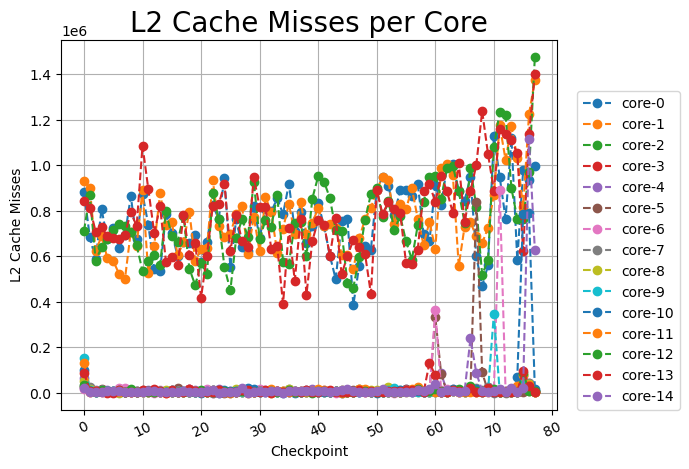 L2 Cache Misses per Core
1e6
1.4
1.2
1.0
0.8
0.6
0.4
0.2
0.0
L2 Cache Misses
0 10 20 30 40 50 60 70 80
Checkpoint
core-0
core-1
core-2
core-3
core-4
core-5
core-6
core-7
core-8
core-9
core-10
core-11
core-12
core-13
core-14